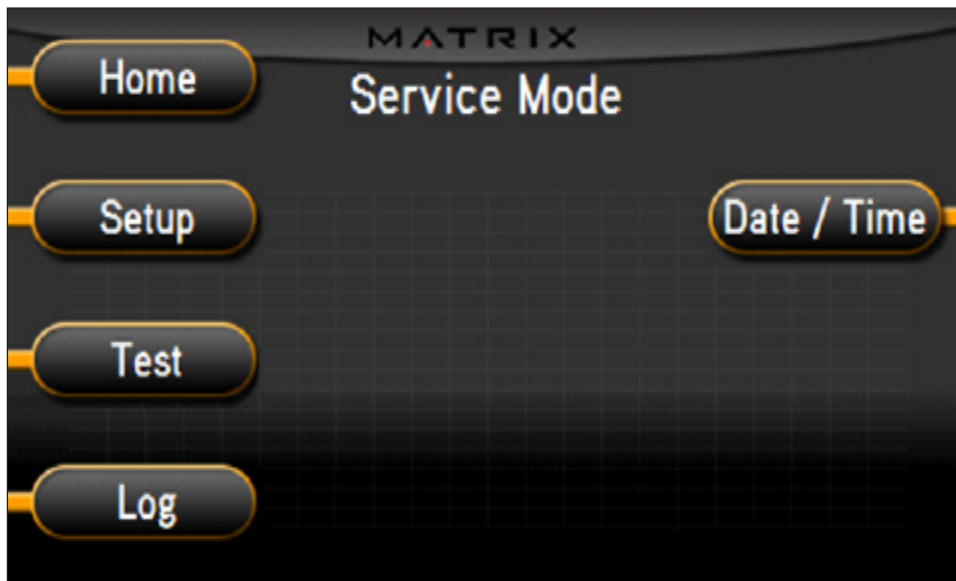 MATRIX
Home
Service Mode
Setup
Date / Time
Test
Log